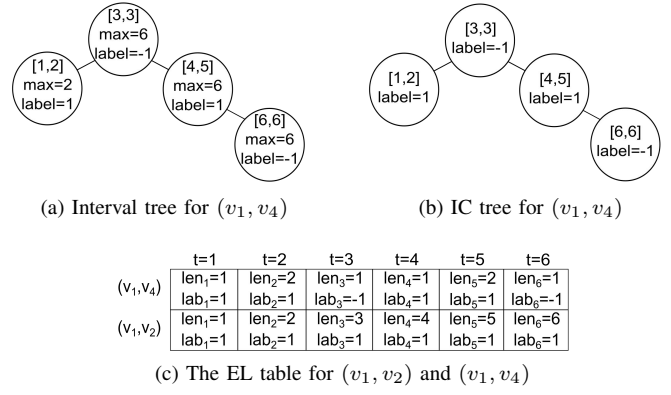 [3,3]
max=6
label=-1
[1,2]
max=2
label=1
[4,5]
max=6
label=1
[6,6]
max=6
label=-1
(a) Interval tree for (v₁, v₄)
[3,3]
label=-1
[1,2]
label=1
[4,5]
label=1
[6,6]
label=-1
(b) IC tree for (v₁, v₄)
t=1 t=2 t=3 t=4 t=5 t=6
(v₁,v₄)
len₁=1 len₂=2 len₃=1 len₄=1 len₅=2 len₆=1
lab₁=1 lab₂=1 lab₃=-1 lab₄=1 lab₅=1 lab₆=-1
(v₁,v₂)
len₁=1 len₂=2 len₃=3 len₄=4 len₅=5 len₆=6
lab₁=1 lab₂=1 lab₃=1 lab₄=1 lab₅=1 lab₆=1
(c) The EL table for (v₁, v₂) and (v₁, v₄)